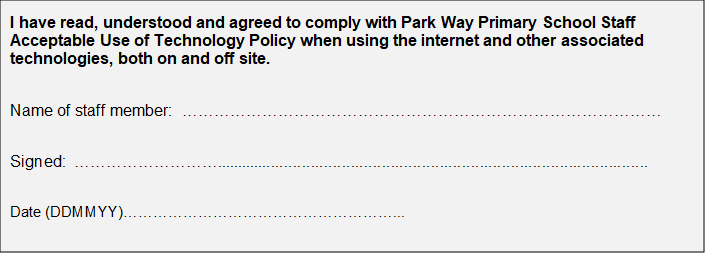 I have read, understood and agreed to comply with Park Way Primary School Staff
Acceptable Use of Technology Policy when using the internet and other associated
technologies, both on and off site.
Name of staff member: ……………………………………………………………………………
Signed: ………………………...............................................................................
Date (DDMMYY)………………………………………………...